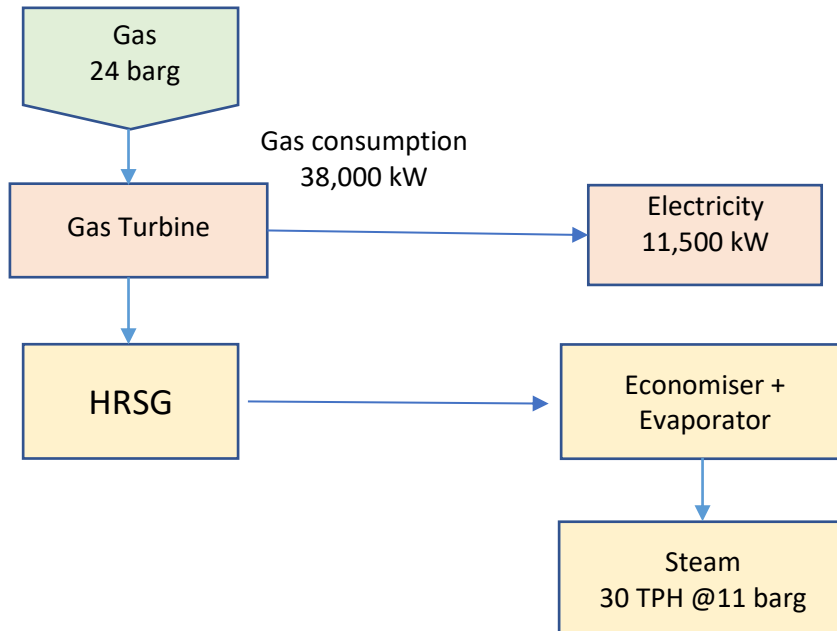 Gas
24 barg
Gas consumption
38,000 kW
Gas Turbine
Electricity
11,500 kW
HRSG
Economiser +
Evaporator
Steam
30 TPH @11 barg